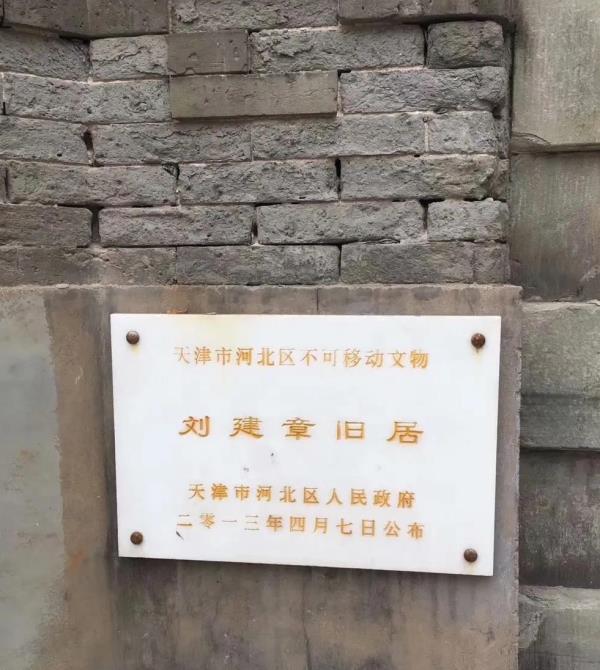 天津市河北区不可移动文物
刘建章旧居
天津市河北区人民政府
二零一三年四月七日公布